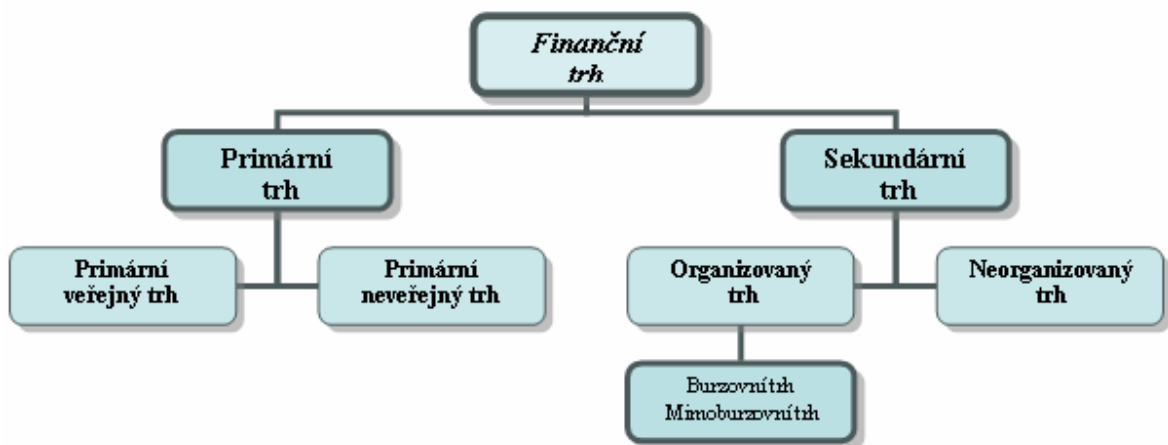 Finanční
trh
Primární
trh
Sekundární
trh
Primární
veřejný trh
Primární
neveřejný trh
Organizovaný
trh
Neorganizovaný
trh
Burzovní trh
Mimoburzovní trh